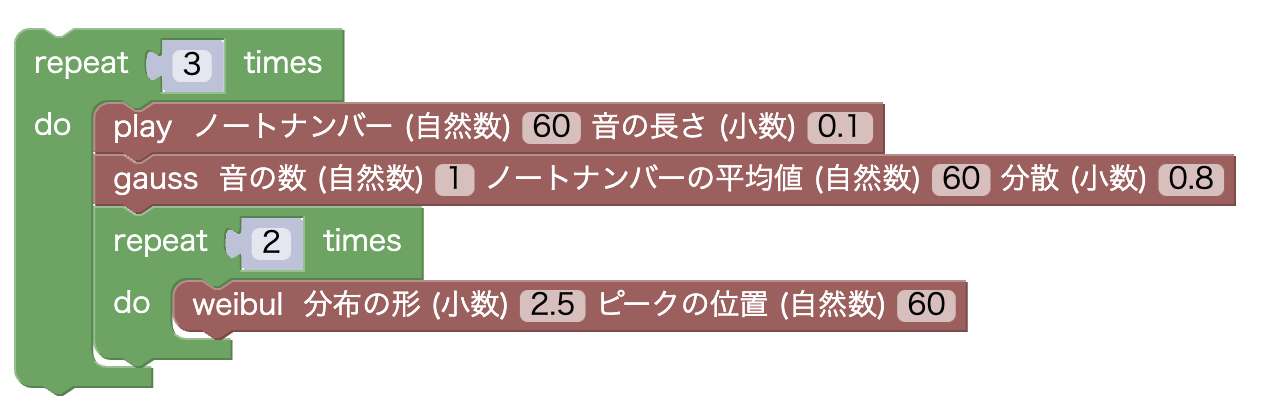 repeat 3 times
do play ノートナンバー (自然数) 60 音の長さ (小数) 0.1
gauss 音の数 (自然数) 1 ノートナンバーの平均値 (自然数) 60 分散 (小数) 0.8
repeat 2 times
do weibul 分布の形 (小数) 2.5 ピークの位置 (自然数) 60